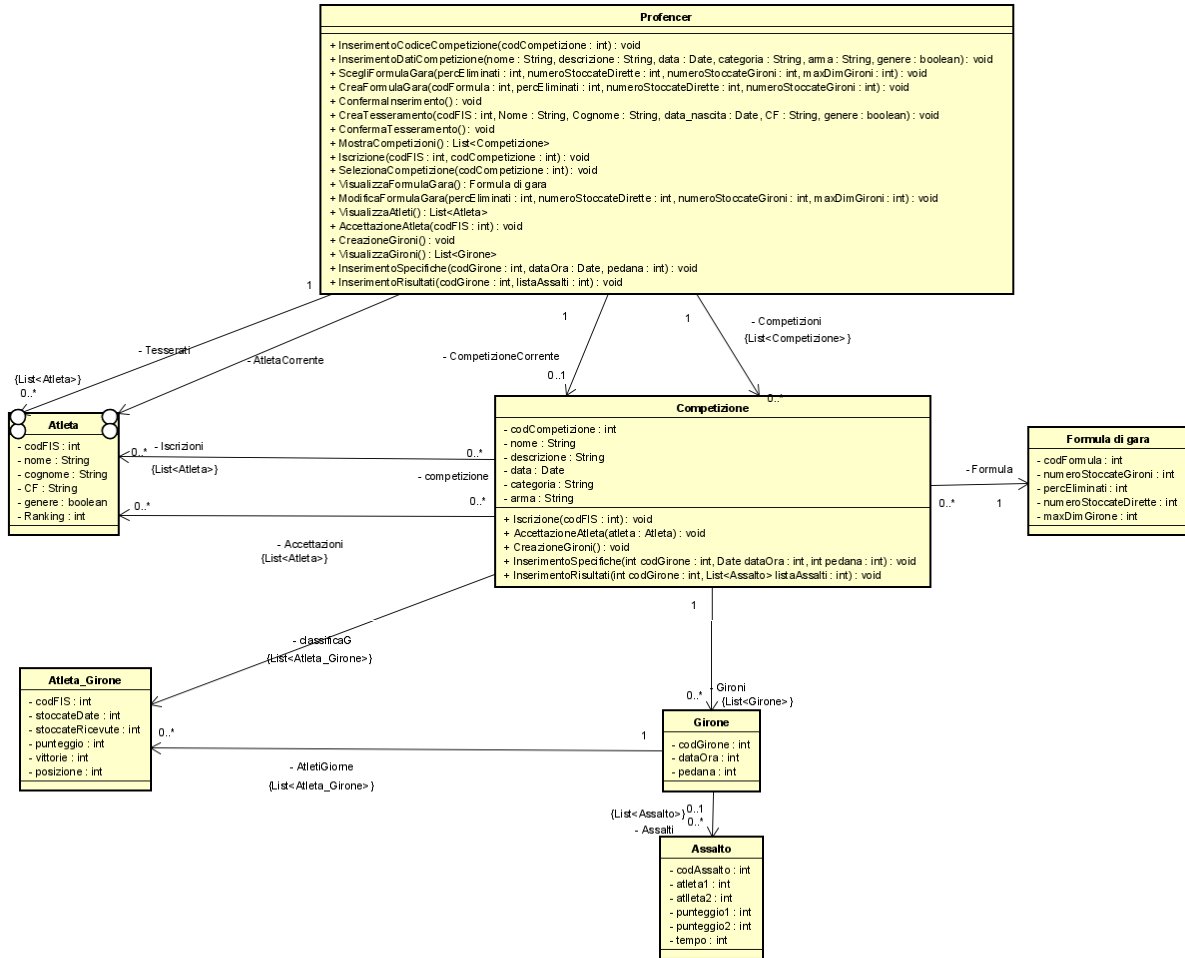 Profencer
+ InserimentoCodiceCompetizione(codCompetizione : int) : void
+ InserimentoDatiCompetizione(nome : String, descrizione : String, data : Date, categoria : String, arma : String, genere : boolean) : void
+ ScegliFormulaGara(percEliminati : int, numeroStoccateDirette : int, numeroStoccateGironi : int, maxDimGironi : int) : void
+ CreaFormulaGara(codFormula : int, percEliminati : int, numeroStoccateDirette : int, numeroStoccateGironi : int) : void
+ ConfermaInserimento() : void
+ CreaTesseramento(codFIS : int, Nome : String, Cognome : String, data_nascita : Date, CF : String, genere : boolean) : void
+ ConfermaTesseramento() : void
+ MostraCompetizioni() : List<Competizione>
+ Iscrizione(codFIS : int, codCompetizione : int) : void
+ SelezionaCompetizione(codCompetizione : int) : void
+ VisualizzaFormulaGara() : Formula di gara
+ ModificaFormulaGara(percEliminati : int, numeroStoccateDirette : int, numeroStoccateGironi : int, maxDimGironi : int) : void
+ VisualizzaAtleti() : List<Atleta>
+ AccettazioneAtleta(codFIS : int) : void
+ CreazioneGironi() : void
+ VisualizzaGironi() : List<Girone>
+ InserimentoSpecifiche(codGirone : int, dataOra : Date, pedana : int) : void
+ InserimentoRisultati(codGirone : int, listaAssalti : int) : void
1
- Tesserati
{List<Atleta>}
0..*
- AtletaCorrente
1
- CompetizioneCorrente
0..1
1
- Competizioni
{List<Competizione>}
0..*
Atleta
- codFIS : int
- nome : String
- cognome : String
- CF : String
- genere : boolean
- Ranking : int
0..*
- Iscrizioni
{List<Atleta>}
0..*
- competizione
0..*
0..*
- Accettazioni
{List<Atleta>}
Competizione
- codCompetizione : int
- nome : String
- descrizione : String
- data : Date
- categoria : String
- arma : String
+ Iscrizione(codFIS : int) : void
+ AccettazioneAtleta(atleta : Atleta) : void
+ CreazioneGironi() : void
+ InserimentoSpecifiche(int codGirone : int, Date dataOra : int, int pedana : int) : void
+ InserimentoRisultati(int codGirone : int, List<Assalto> listaAssalti : int) : void
- Formula
0..*
1
Formula di gara
- codFormula : int
- numeroStoccateGironi : int
- percEliminati : int
- numeroStoccateDirette : int
- maxDimGirone : int
- classificaG
{List<Atleta_Girone>}
1
0..*
- Gironi
{List<Girone>}
Atleta_Girone
- codFIS : int
- stoccateDate : int
- stoccateRicevute : int
- punteggio : int
- vittorie : int
- posizione : int
0..*
1
- AtletiGiorne
{List<Atleta_Girone>}
Girone
- codGirone : int
- dataOra : int
- pedana : int
{List<Assalto>}
0..1
0..*
- Assalti
Assalto
- codAssalto : int
- atleta1 : int
- atlleta2 : int
- punteggio1 : int
- punteggio2 : int
- tempo : int